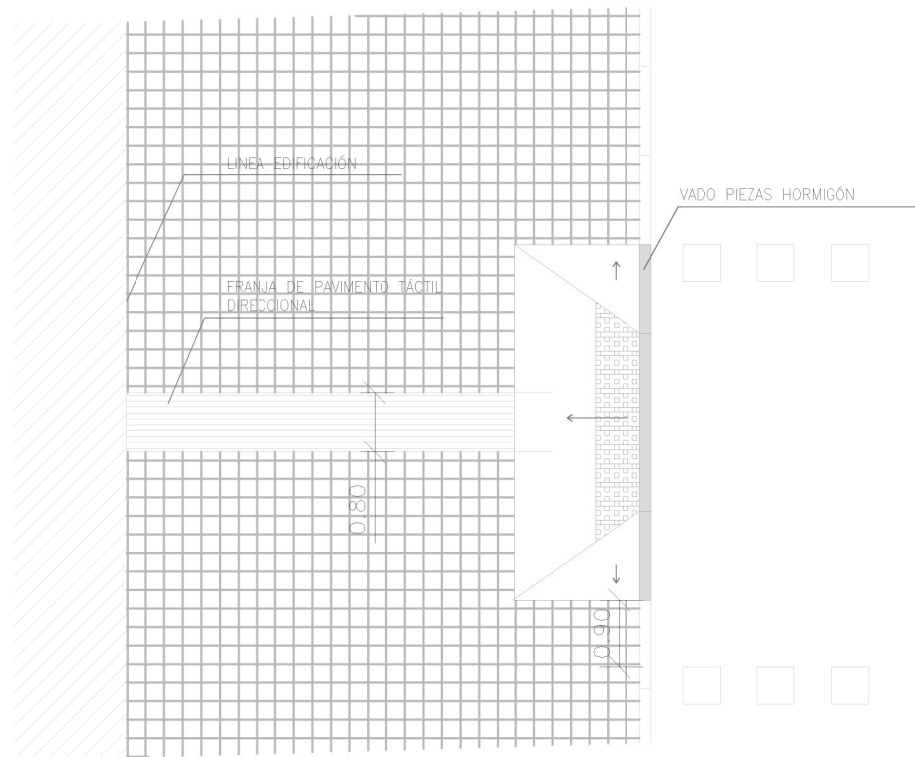 LINEA EDIFICACIÓN
VADO PIEZAS HORMIGÓN
FRANJA DE PAVIMENTO TÁCTIL
DIRECCIONAL
0.80
0.90